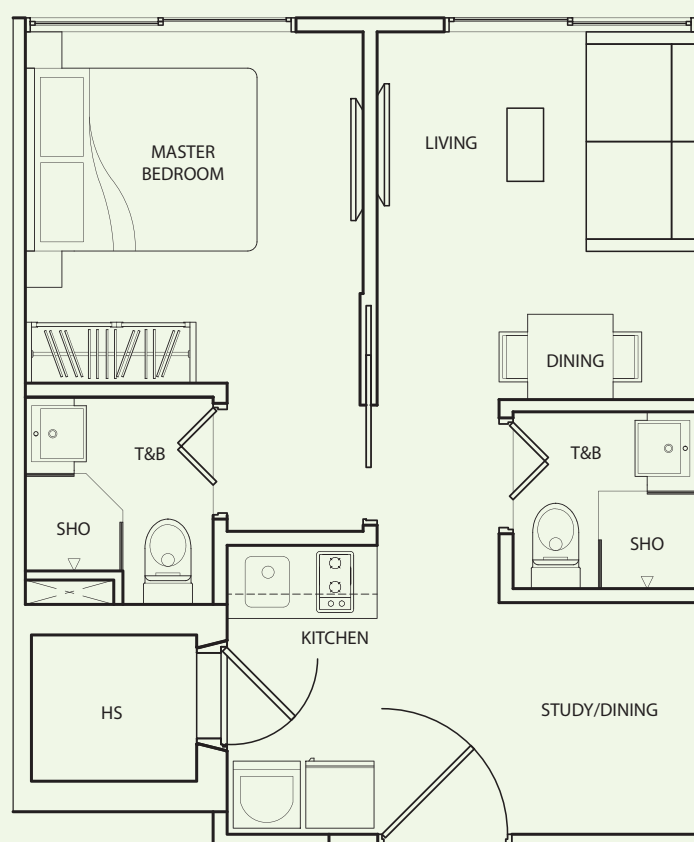 MASTER
BEDROOM
LIVING
DINING
T&B
T&B
SHO
SHO
KITCHEN
HS
STUDY/DINING